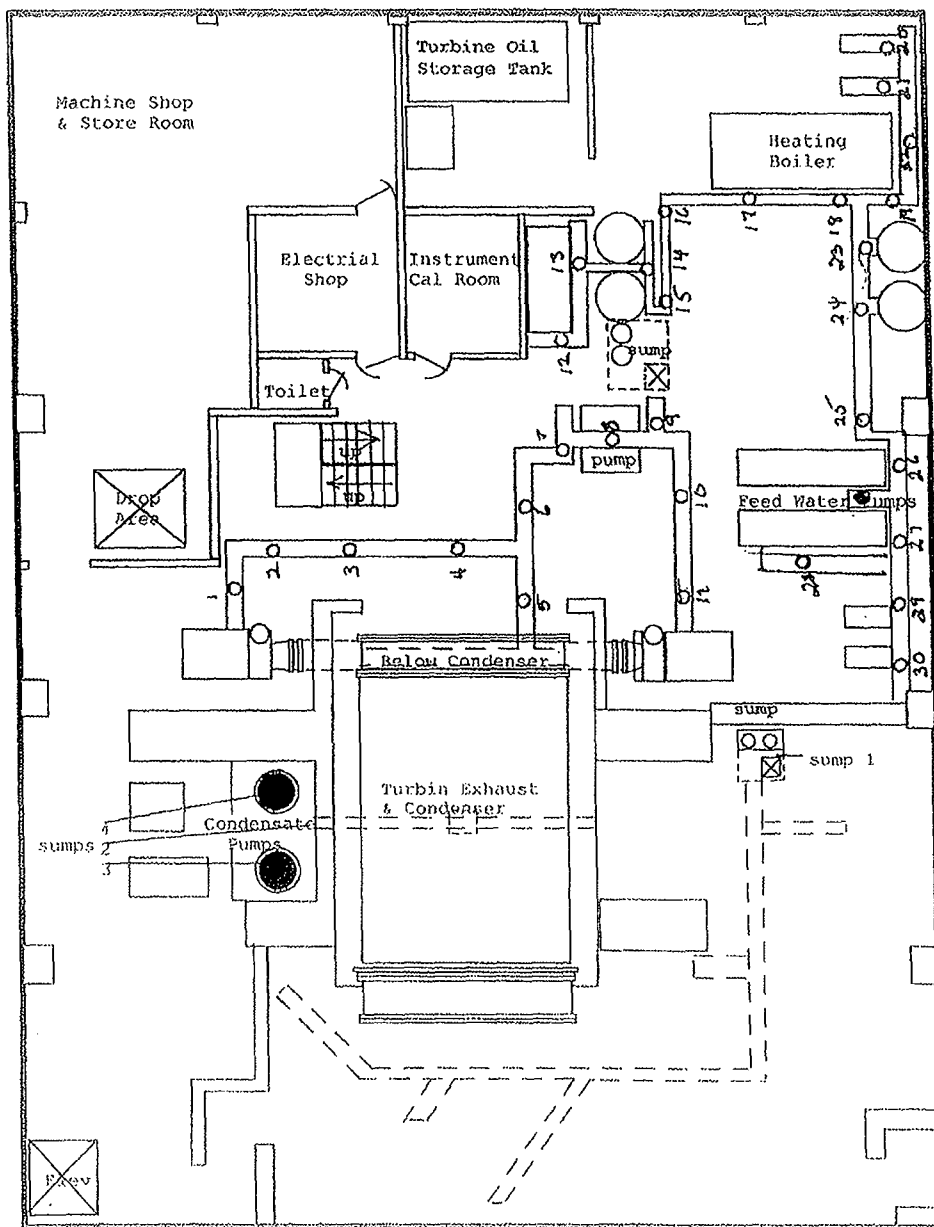 Turbine Oil
Storage Tank
Machine Shop
& Store Room
Heating
Boiler
Electrial
Shop
Instrument
Cal Room
Toilet
sump
pump
up
up
Drop
Area
Feed Water Pumps
Below Condenser
sump
sump 1
Turbin Exhaust
& Condenser
Condensate
Pumps
sumps
4
2
3
Elev
1
2
3
4
5
6
7
8
9
10
12
12
13
14
15
16
17
18
19
23
24
25
26
27
28
29
30